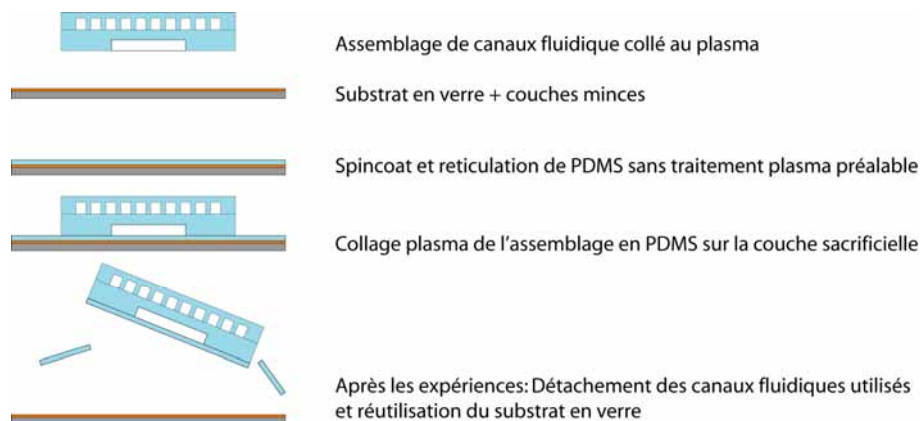 Assemblage de canaux fluidique collé au plasma
Substrat en verre + couches minces
Spincoat et reticulation de PDMS sans traitement plasma préalable
Collage plasma de l'assemblage en PDMS sur la couche sacrificielle
Après les expériences: Détachement des canaux fluidiques utilisés
et réutilisation du substrat en verre